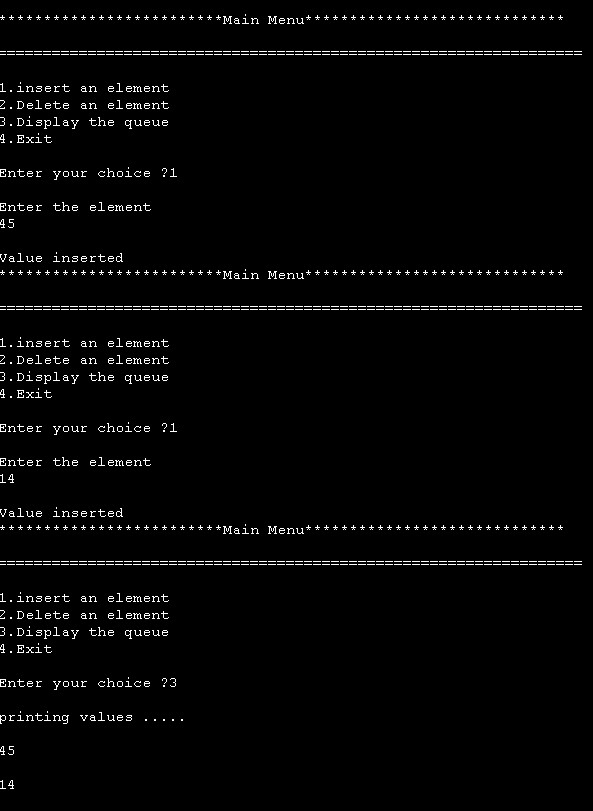 *************************Main Menu*****************************
=================================================================
1.insert an element
2.Delete an element
3.Display the queue
4.Exit
Enter your choice ?1
Enter the element
45
Value inserted
*************************Main Menu*****************************
=================================================================
1.insert an element
2.Delete an element
3.Display the queue
4.Exit
Enter your choice ?1
Enter the element
14
Value inserted
*************************Main Menu*****************************
=================================================================
1.insert an element
2.Delete an element
3.Display the queue
4.Exit
Enter your choice ?3
printing values .....
45
14